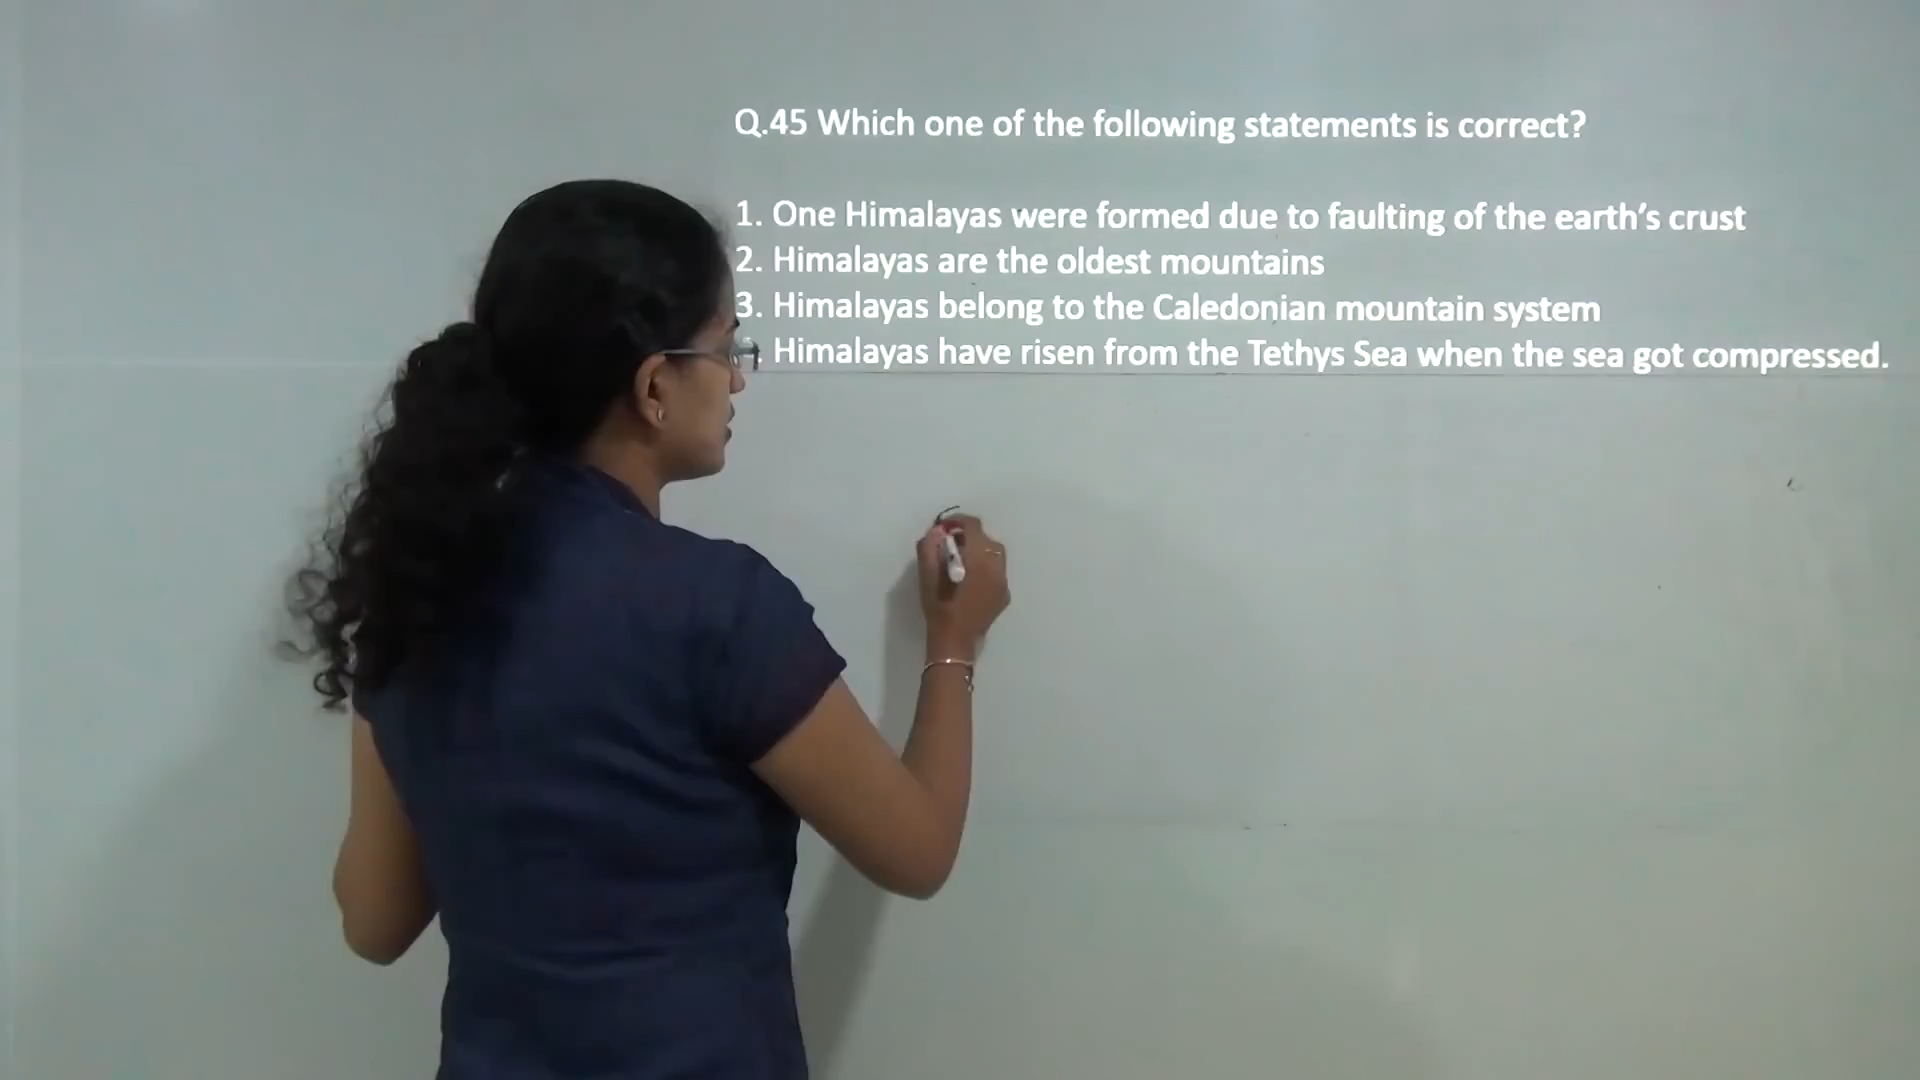 Q.45 Which one of the following statements is correct?
1. One Himalayas were formed due to faulting of the earth's crust
2. Himalayas are the oldest mountains
3. Himalayas belong to the Caledonian mountain system
. Himalayas have risen from the Tethys Sea when the sea got compressed.